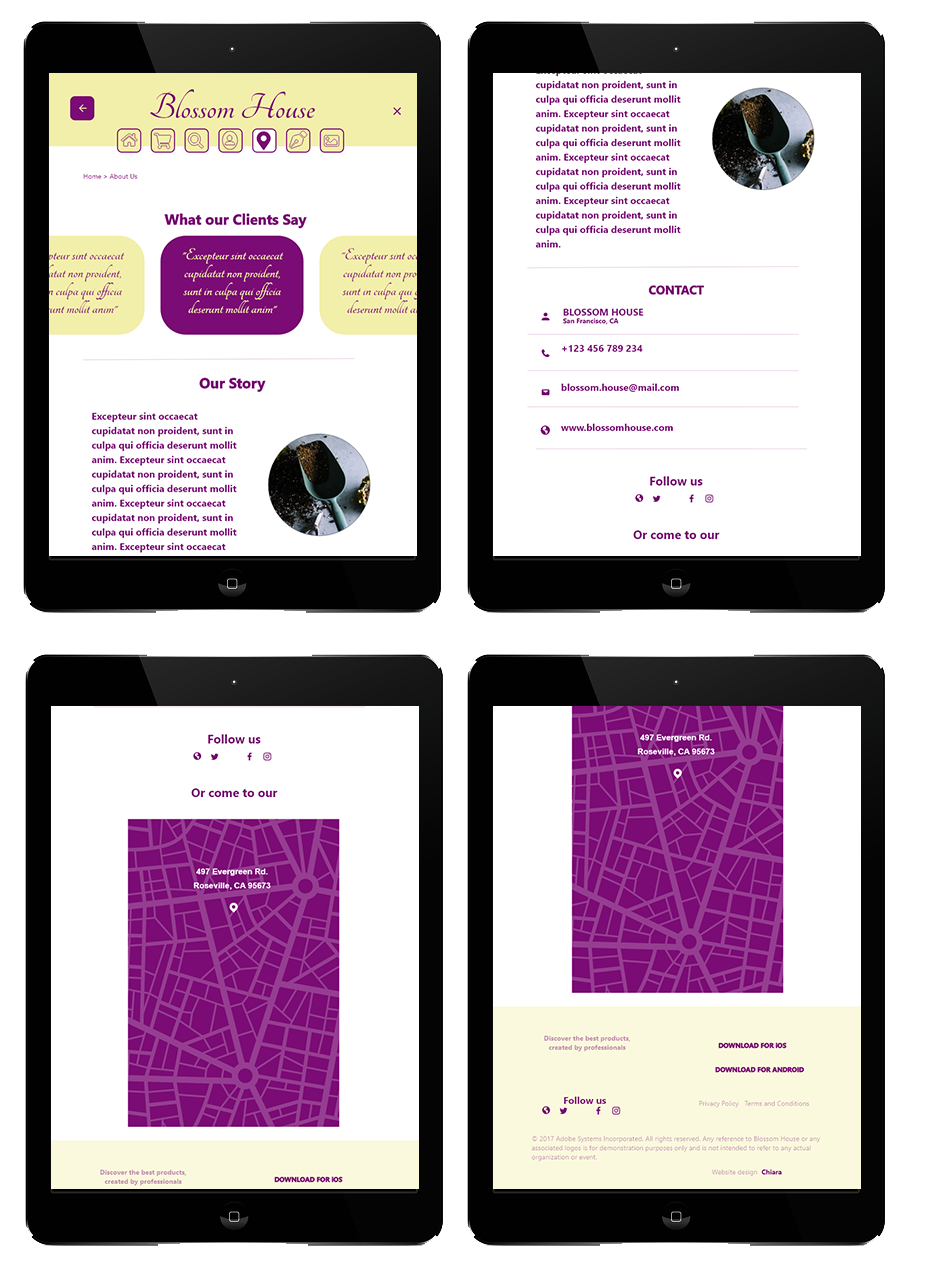 Blossom House
Home > About Us
What our Clients Say
pteur sint occaecat
datat non proident,
n culpa qui officia
runt mollit anim"
"Excepteur sint occaecat
cupidatat non proident,
sunt in culpa qui officia
deserunt mollit anim"
"Excepteur sint occ
cupidatat non pro
sunt in culpa qui
deserunt mollit a
Our Story
Excepteur sint occaecat
cupidatat non proident, sunt in
culpa qui officia deserunt mollit
anim. Excepteur sint occaecat
cupidatat non proident, sunt in
culpa qui officia deserunt mollit
anim. Excepteur sint occaecat
cupidatat non proident, sunt in
culpa qui officia deserunt mollit
anim. Excepteur sint occaecat
Excepteur sint occaecat
cupidatat non proident, sunt in
culpa qui officia deserunt mollit
anim. Excepteur sint occaecat
cupidatat non proident, sunt in
culpa qui officia deserunt mollit
anim. Excepteur sint occaecat
cupidatat non proident, sunt in
culpa qui officia deserunt mollit
anim. Excepteur sint occaecat
cupidatat non proident, sunt in
culpa qui officia deserunt mollit
anim.
CONTACT
BLOSSOM HOUSE
San Francisco, CA
+123 456 789 234
blossom.house@mail.com
www.blossomhouse.com
Follow us
Or come to our
Follow us
Or come to our
497 Evergreen Rd.
Roseville, CA 95673
Discover the best products,
created by professionals
DOWNLOAD FOR iOS
497 Evergreen Rd.
Roseville, CA 95673
Discover the best products,
created by professionals
DOWNLOAD FOR iOS
DOWNLOAD FOR ANDROID
Follow us
Privacy Policy Terms and Conditions
© 2017 Adobe Systems Incorporated. All rights reserved. Any reference to Blossom House or any
associated logos is for demonstration purposes only and is not intended to refer to any actual
organization or event.
Website design Chiara